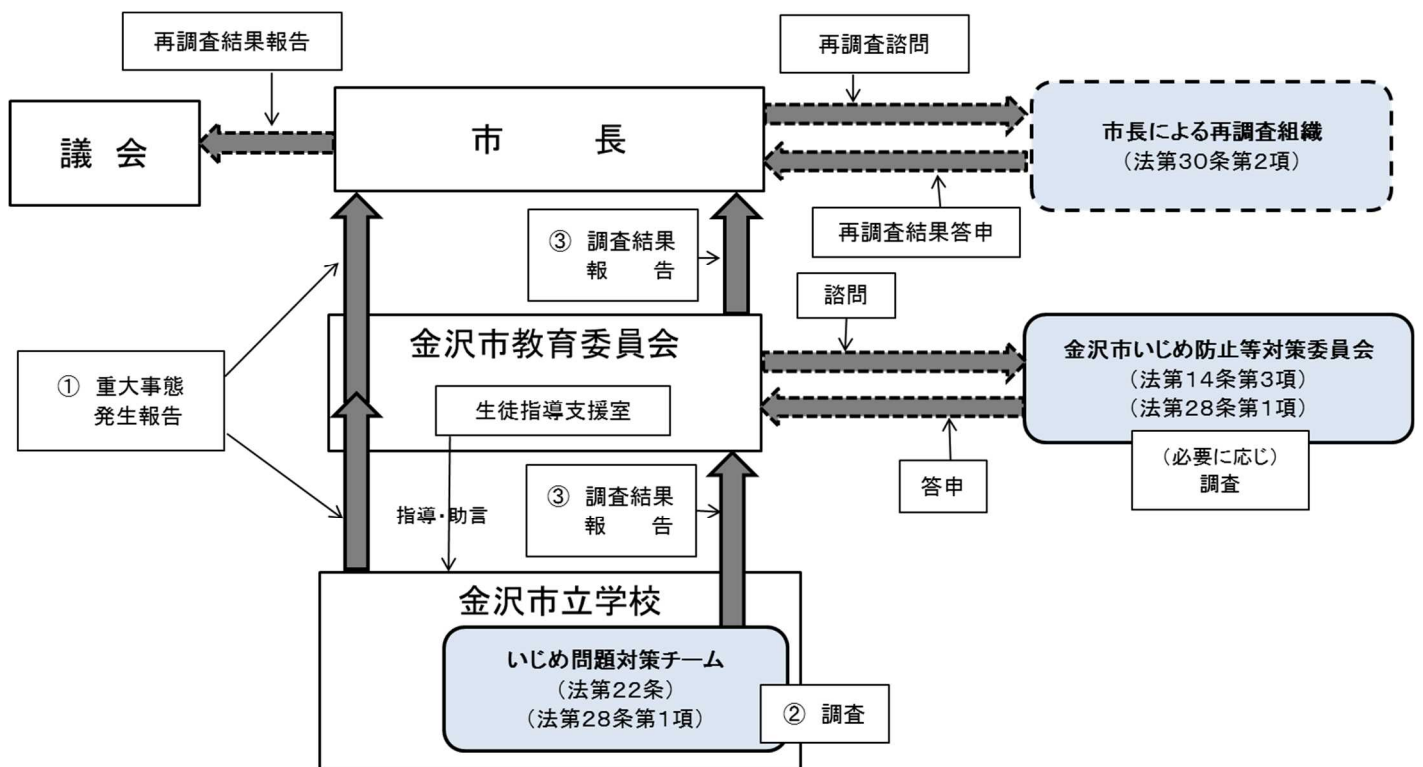 再調査結果報告
再調査諮問
議 会
市 長
市長による再調査組織
（法第30条第2項）
再調査結果答申
③ 調査結果
報 告
諮問
① 重大事態
発生報告
金沢市教育委員会
生徒指導支援室
金沢市いじめ防止等対策委員会
（法第14条第3項）
（法第28条第1項）
（必要に応じ）
調査
答申
指導・助言
③ 調査結果
報 告
金沢市立学校
いじめ問題対策チーム
（法第22条）
（法第28条第1項）
② 調査